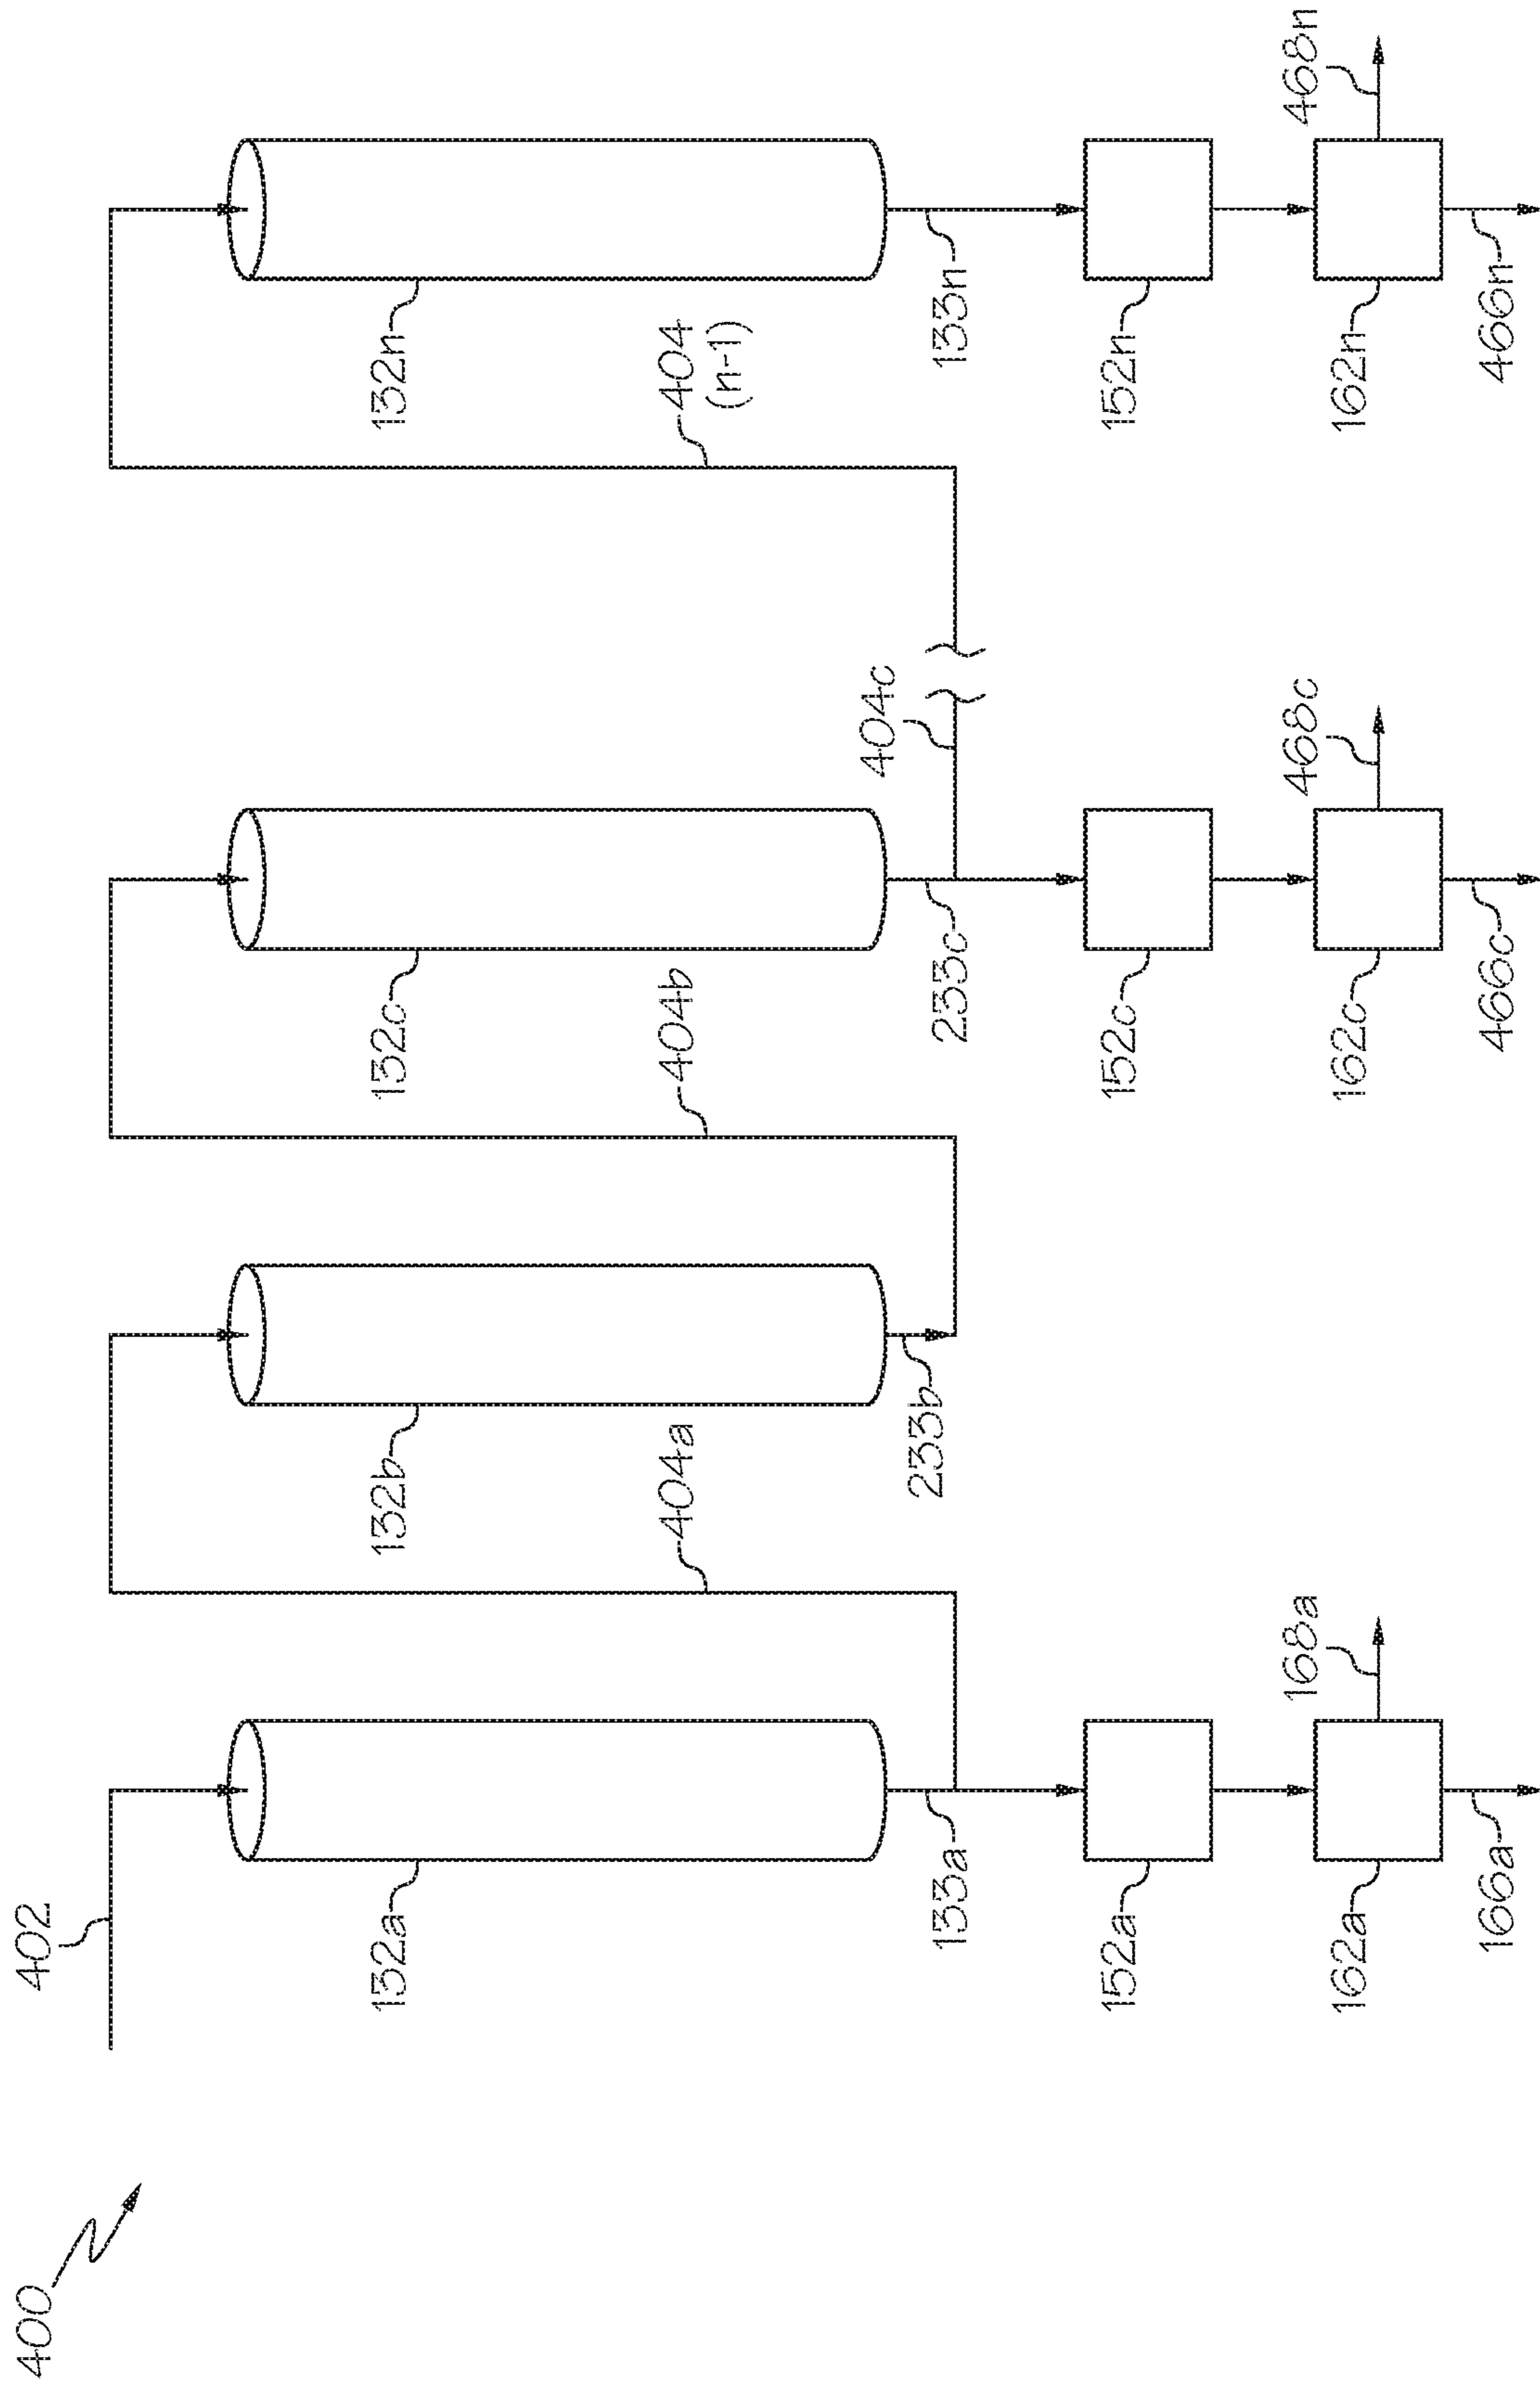 400
402
132a
404a
132b
404b
132c
404
(n-1)
132n
133a
233b
233c
404c
133n
152a
152c
152n
162a
168a
162c
468c
162n
468n
166a
466c
466n